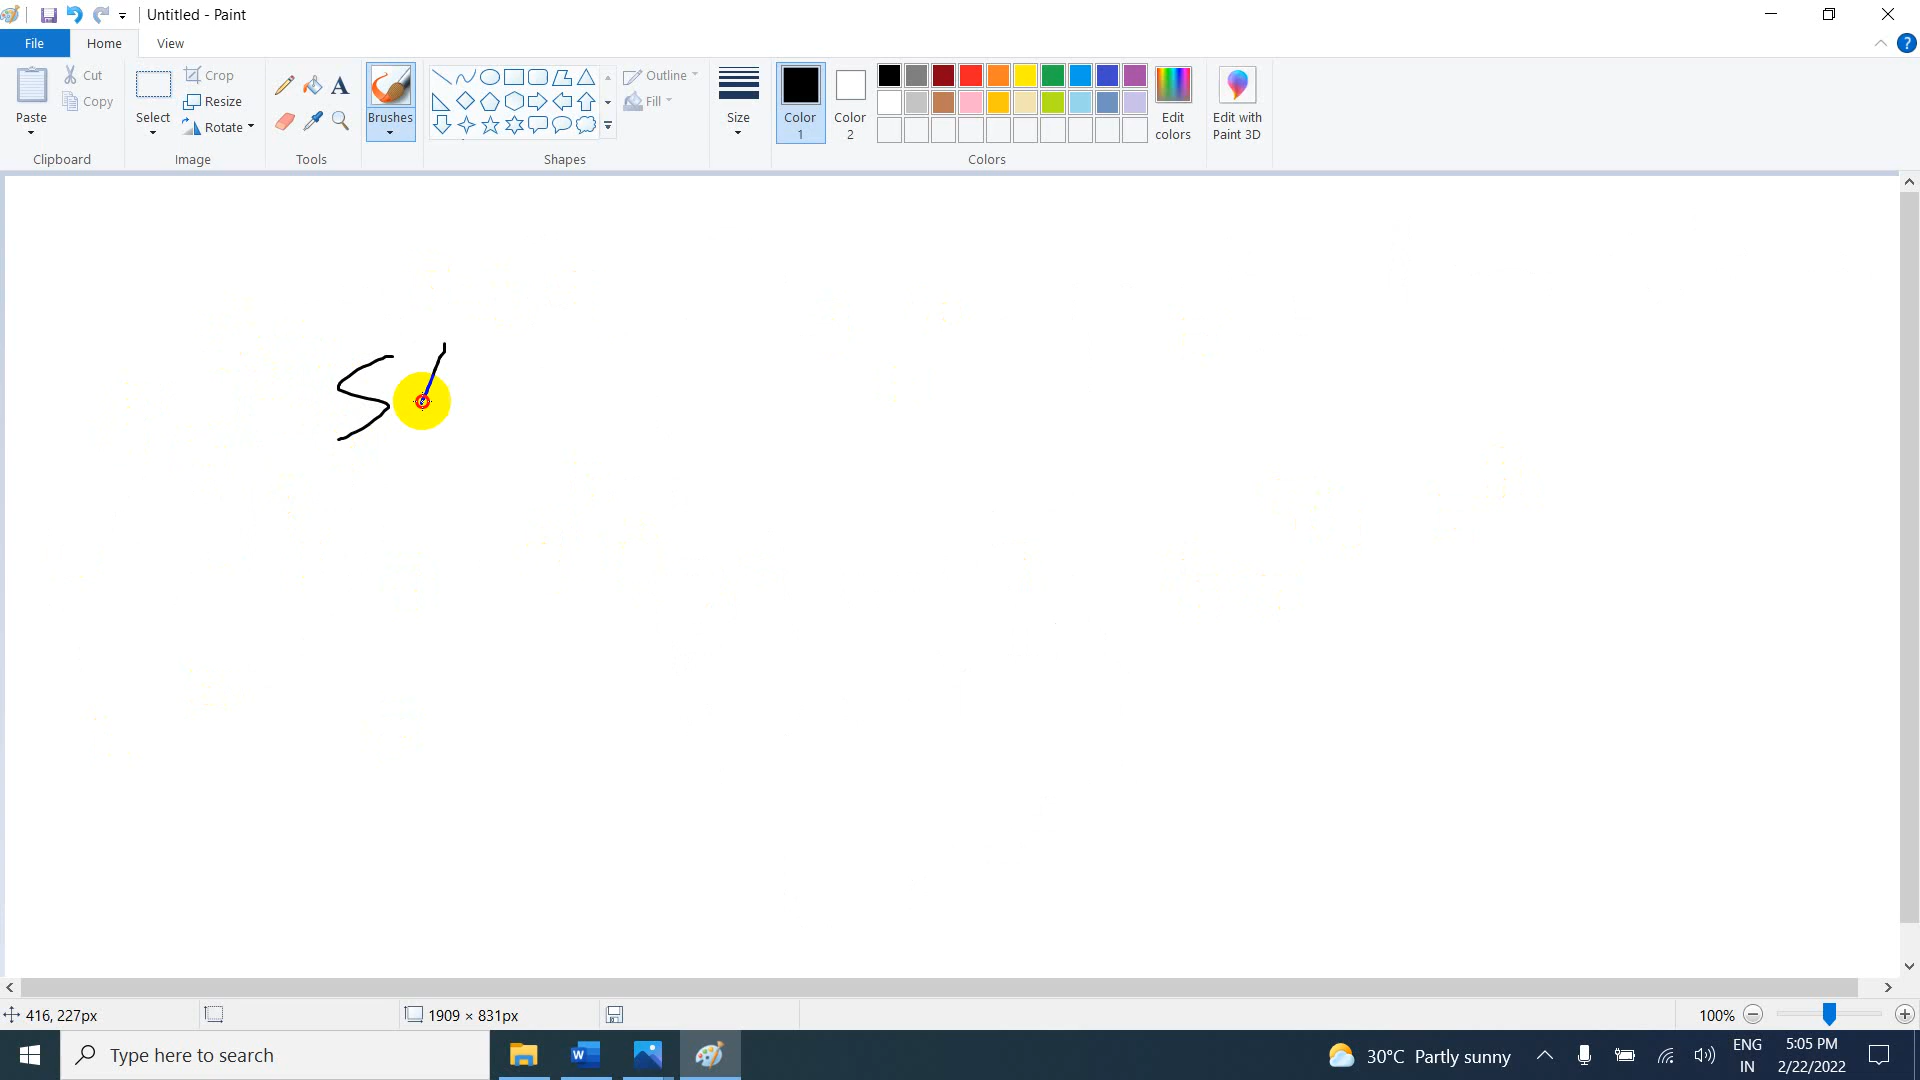 Untitled - Paint
File
Home
View
?
Paste
Cut
Copy
Clipboard
Select
Crop
Resize
Rotate
Image
A
Tools
Brushes
Outline
Fill
Shapes
Size
Color 1
Color 2
Edit colors
Colors
Edit with Paint 3D
S
416, 227px
1909 × 831px
100%
Type here to search
W
30°C Partly sunny
ENG
IN
5:05 PM
2/22/2022